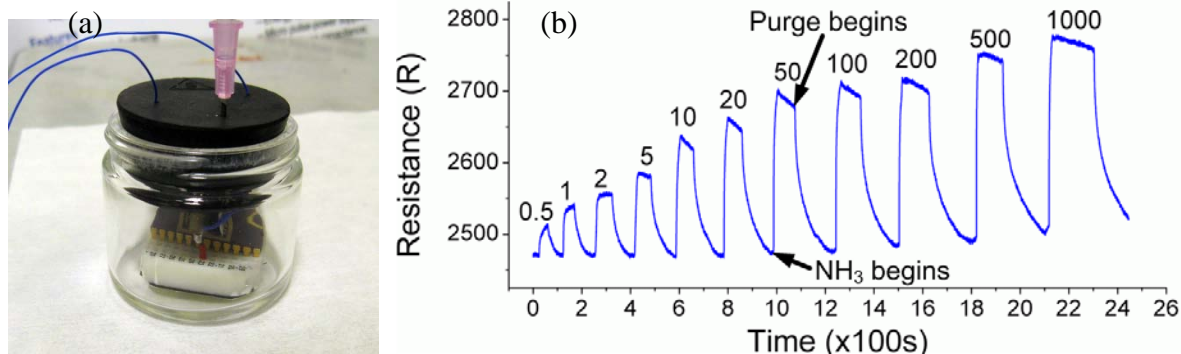 (a)
(b)
Resistance (R)
2800
2700
2600
2500
0.5
1
2
5
10
20
50
100
200
500
1000
Purge begins
NH₃ begins
0 2 4 6 8 10 12 14 16 18 20 22 24 26
Time (x100s)